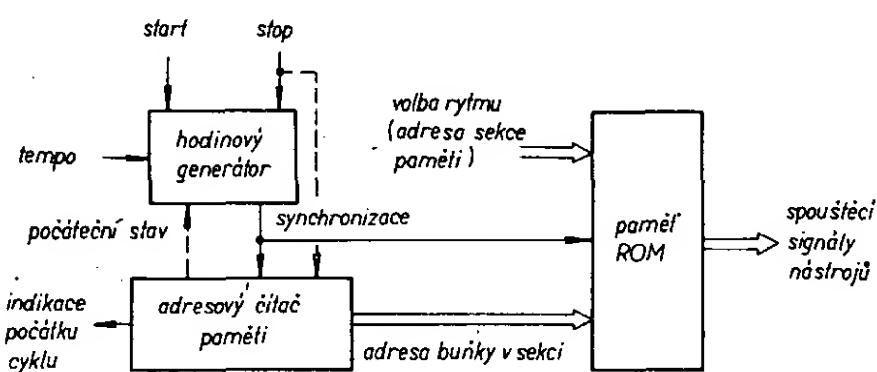 start
stop
tempo
hodinový
generátor
volba rytmu
(adresa sekce
paměti)
počáteční stav
synchronizace
paměť
ROM
spouštěcí
signály
nástrojů
indikace
počátku
cyklu
adresový čítač
paměti
adresa buňky v sekci